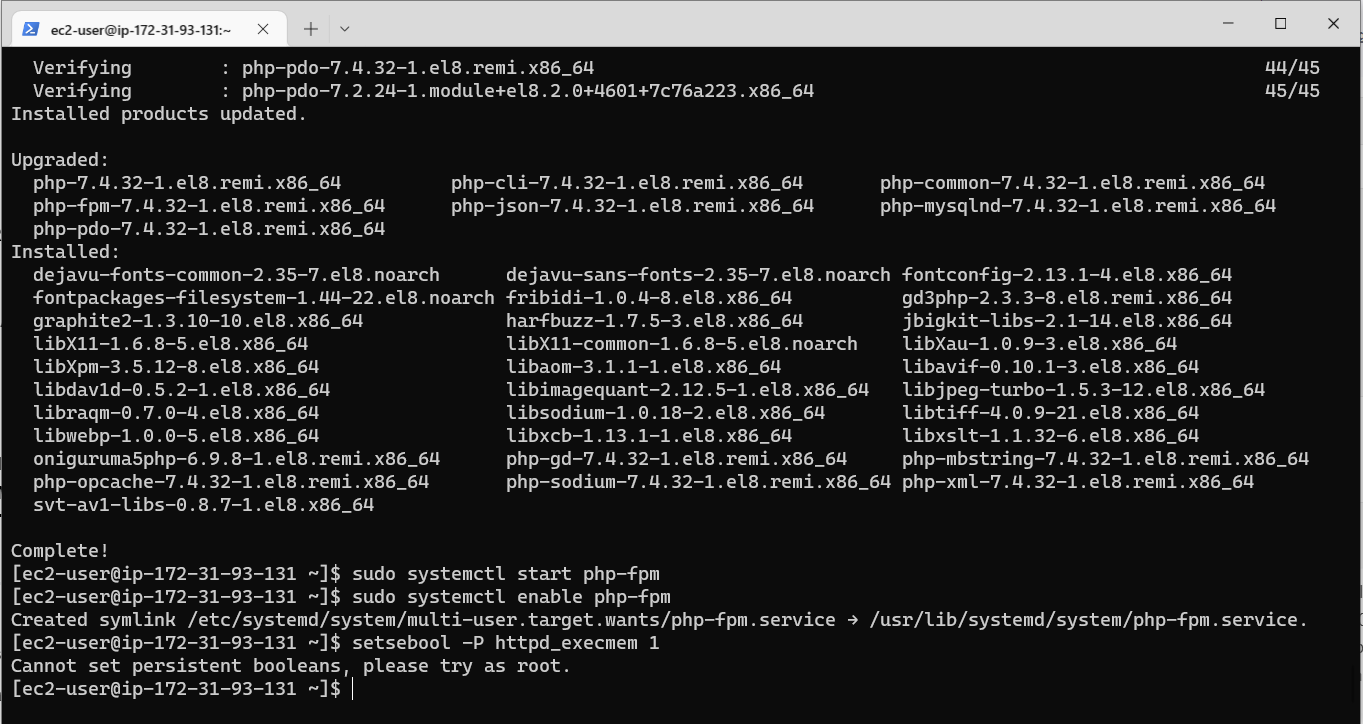 ec2-user@ip-172-31-93-131:~
Verifying : php-pdo-7.4.32-1.el8.remi.x86_64 44/45
Verifying : php-pdo-7.2.24-1.module+el8.2.0+4601+7c76a223.x86_64 45/45
Installed products updated.
Upgraded:
php-7.4.32-1.el8.remi.x86_64 php-cli-7.4.32-1.el8.remi.x86_64 php-common-7.4.32-1.el8.remi.x86_64
php-fpm-7.4.32-1.el8.remi.x86_64 php-json-7.4.32-1.el8.remi.x86_64 php-mysqlnd-7.4.32-1.el8.remi.x86_64
php-pdo-7.4.32-1.el8.remi.x86_64
Installed:
dejavu-fonts-common-2.35-7.el8.noarch dejavu-sans-fonts-2.35-7.el8.noarch fontconfig-2.13.1-4.el8.x86_64
fontpackages-filesystem-1.44-22.el8.noarch fribidi-1.0.4-8.el8.x86_64 gd3php-2.3.3-8.el8.remi.x86_64
graphite2-1.3.10-10.el8.x86_64 harfbuzz-1.7.5-3.el8.x86_64 jbigkit-libs-2.1-14.el8.x86_64
libX11-1.6.8-5.el8.x86_64 libX11-common-1.6.8-5.el8.noarch libXau-1.0.9-3.el8.x86_64
libXpm-3.5.12-8.el8.x86_64 libaom-3.1.1-1.el8.x86_64 libavif-0.10.1-3.el8.x86_64
libdav1d-0.5.2-1.el8.x86_64 libimagequant-2.12.5-1.el8.x86_64 libjpeg-turbo-1.5.3-12.el8.x86_64
libraqm-0.7.0-4.el8.x86_64 libsodium-1.0.18-2.el8.x86_64 libtiff-4.0.9-21.el8.x86_64
libwebp-1.0.0-5.el8.x86_64 libxcb-1.13.1-1.el8.x86_64 libxslt-1.1.32-6.el8.x86_64
oniguruma5php-6.9.8-1.el8.remi.x86_64 php-gd-7.4.32-1.el8.remi.x86_64 php-mbstring-7.4.32-1.el8.remi.x86_64
php-opcache-7.4.32-1.el8.remi.x86_64 php-sodium-7.4.32-1.el8.remi.x86_64 php-xml-7.4.32-1.el8.remi.x86_64
svt-av1-libs-0.8.7-1.el8.x86_64
Complete!
[ec2-user@ip-172-31-93-131 ~]$ sudo systemctl start php-fpm
[ec2-user@ip-172-31-93-131 ~]$ sudo systemctl enable php-fpm
Created symlink /etc/systemd/system/multi-user.target.wants/php-fpm.service → /usr/lib/systemd/system/php-fpm.service.
[ec2-user@ip-172-31-93-131 ~]$ setsebool -P httpd_execmem 1
Cannot set persistent booleans, please try as root.
[ec2-user@ip-172-31-93-131 ~]$